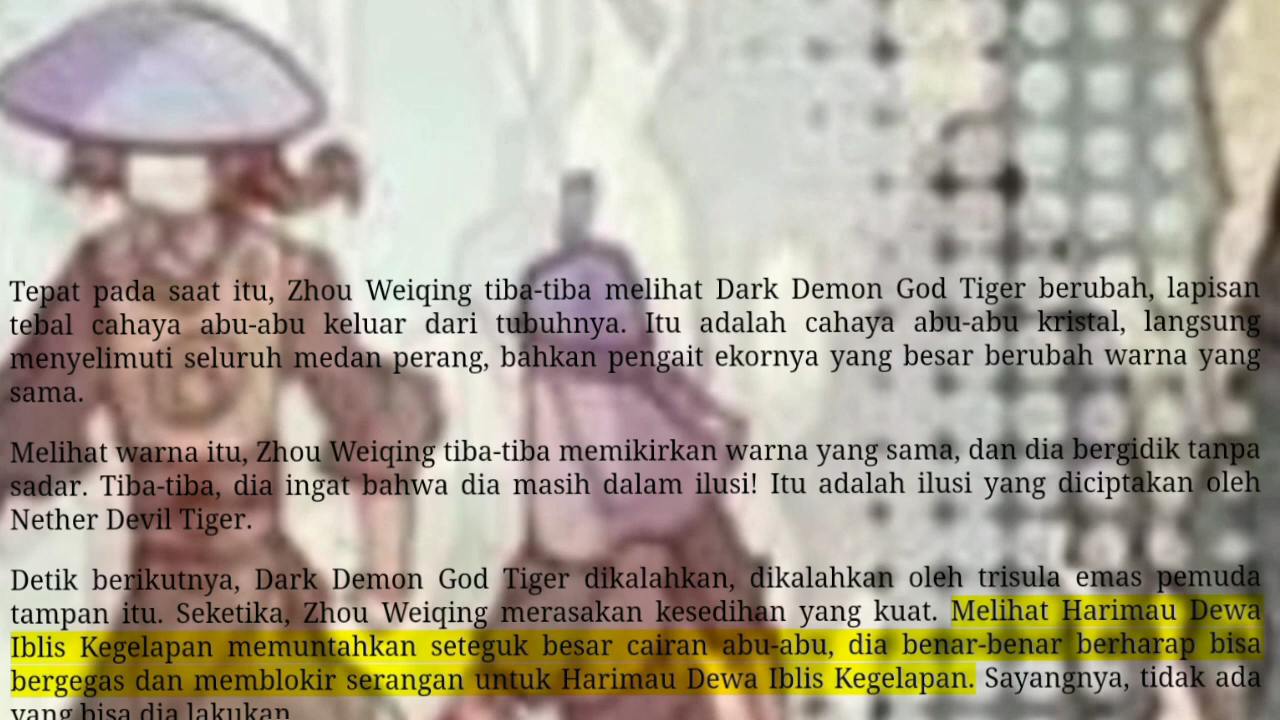 Tepat pada saat itu, Zhou Weiqing tiba-tiba melihat Dark Demon God Tiger berubah, lapisan
tebal cahaya abu-abu keluar dari tubuhnya. Itu adalah cahaya abu-abu kristal, langsung
menyelimuti seluruh medan perang, bahkan pengait ekornya yang besar berubah warna yang
sama.
Melihat warna itu, Zhou Weiqing tiba-tiba memikirkan warna yang sama, dan dia bergidik tanpa
sadar. Tiba-tiba, dia ingat bahwa dia masih dalam ilusi! Itu adalah ilusi yang diciptakan oleh
Nether Devil Tiger.
Detik berikutnya, Dark Demon God Tiger dikalahkan, dikalahkan oleh trisula emas pemuda
tampan itu. Seketika, Zhou Weiqing merasakan kesedihan yang kuat. Melihat Harimau Dewa
Iblis Kegelapan memuntahkan seteguk besar cairan abu-abu, dia benar-benar berharap bisa
bergegas dan memblokir serangan untuk Harimau Dewa Iblis Kegelapan. Sayangnya, tidak ada
yang bisa dia lakukan